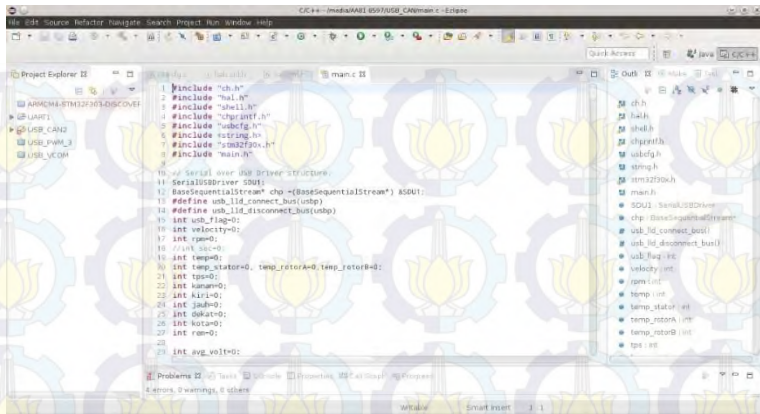 C/C++ - /media/AAB1-8597/USB_CAN/main.c - Eclipse
File Edit Source Refactor Navigate Search Project Run Window Help
Quick Access
Java
C/C++
Project Explorer
main.c
Outli
Make
ARMCM4-STM32F303-DISCOVER
UART1
USB_CAN2
USB_PWM_3
USB_VCOM
1 #include "ch.h"
2 #include "hal.h"
3 #include "shell.h"
4 #include "chprintf.h"
5 #include "usbcfg.h"
6 #include <string.h>
7 #include "stm32f30x.h"
8 #include "main.h"
9
10 // Serial over USB Driver structure.
11 SerialUSBDriver SDU1;
12 BaseSequentialStream* chp =(BaseSequentialStream*) &SDU1;
13 #define usb_lld_connect_bus(usbp)
14 #define usb_lld_disconnect_bus(usbp)
15 int usb_flag=0;
16 int velocity=0;
17 int rpm=0;
18 //int soc=0;
19 int temp=0;
20 int temp_stator=0, temp_rotorA=0,temp_rotorB=0;
21 int tps=0;
22 int kanan=0;
23 int kiri=0;
24 int jauh=0;
25 int dekat=0;
26 int kota=0;
27 int rem=0;
28
29 int avg_volt=0;
ch.h
hal.h
shell.h
chprintf.h
usbcfg.h
string.h
stm32f30x.h
main.h
SDU1 : SerialUSBDriver
chp : BaseSequentialStream*
usb_lld_connect_bus()
usb_lld_disconnect_bus()
usb_flag : int
velocity : int
rpm : int
temp : int
temp_stator : int
temp_rotorA : int
temp_rotorB : int
tps : int
Problems Tasks Console Properties Call Graph Progress
errors, 0 warnings, 0 others
Writable Smart Insert 1 : 1